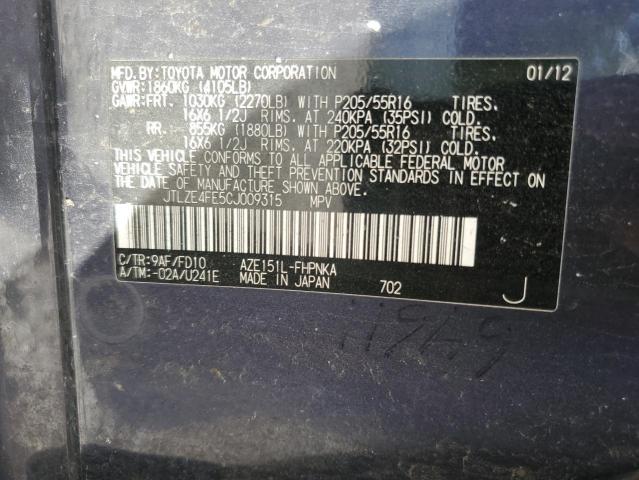 MFD.BY:TOYOTA MOTOR CORPORATION 01/12
GVWR:1860KG (4105LB)
GAWR:FRT. 1030KG (2270LB) WITH P205/55R16 TIRES.
16X6 1/2J RIMS. AT 240KPA (35PSI) COLD.
RR. 855KG (1880LB) WITH P205/55R16 TIRES.
16X6 1/2J RIMS. AT 220KPA (32PSI) COLD.
THIS VEHICLE CONFORMS TO ALL APPLICABLE FEDERAL MOTOR
VEHICLE SAFETY AND THEFT PREVENTION STANDARDS IN EFFECT
ON THE DATE OF MANUFACTURE SHOWN ABOVE.
JTLZE4FE5CJ009315 MPV
C/TR:9AF/FD10 AZE151L-FHPNKA
A/TM:-02A/U241E MADE IN JAPAN 702 J